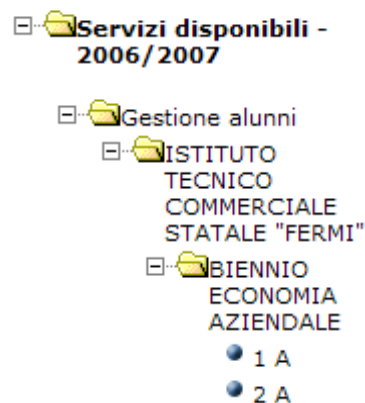 Servizi disponibili -
2006/2007
Gestione alunni
ISTITUTO
TECNICO
COMMERCIALE
STATALE "FERMI"
BIENNIO
ECONOMIA
AZIENDALE
1 A
2 A